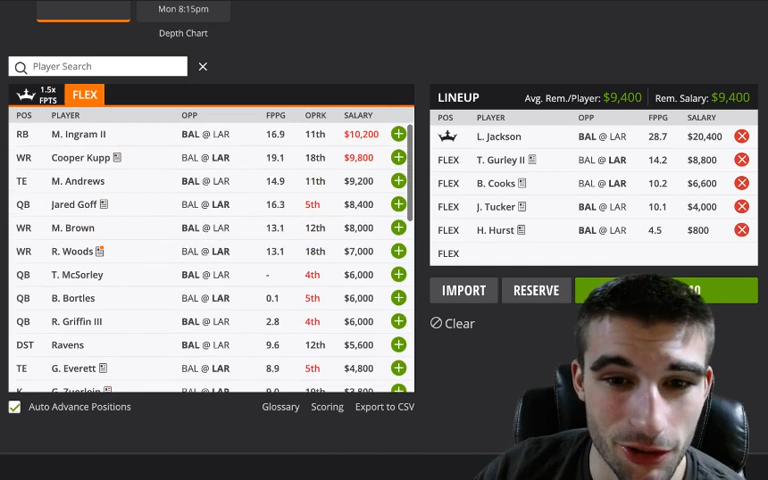 Mon 8:15pm
Depth Chart
Player Search
1.5x FPTS FLEX
POS PLAYER OPP FPPG OPRK SALARY
RB M. Ingram II BAL @ LAR 16.9 11th $10,200
WR Cooper Kupp BAL @ LAR 19.1 18th $9,800
TE M. Andrews BAL @ LAR 14.9 11th $9,200
QB Jared Goff BAL @ LAR 16.3 5th $8,400
WR M. Brown BAL @ LAR 13.1 12th $8,000
WR R. Woods BAL @ LAR 13.1 18th $7,000
QB T. McSorley BAL @ LAR - 4th $6,000
QB B. Bortles BAL @ LAR 0.1 5th $6,000
QB R. Griffin III BAL @ LAR 2.8 4th $6,000
DST Ravens BAL @ LAR 9.6 12th $5,600
TE G. Everett BAL @ LAR 8.9 5th $4,800
K G. Zuerlein BAL @ LAR 9.0 19th $3,800
Auto Advance Positions
Glossary Scoring Export to CSV
LINEUP Avg. Rem./Player: $9,400 Rem. Salary: $9,400
POS PLAYER OPP FPPG SALARY
L. Jackson BAL @ LAR 28.7 $20,400
FLEX T. Gurley II BAL @ LAR 14.2 $8,800
FLEX B. Cooks BAL @ LAR 10.2 $6,600
FLEX J. Tucker BAL @ LAR 10.1 $4,000
FLEX H. Hurst BAL @ LAR 4.5 $800
FLEX
IMPORT RESERVE
Clear